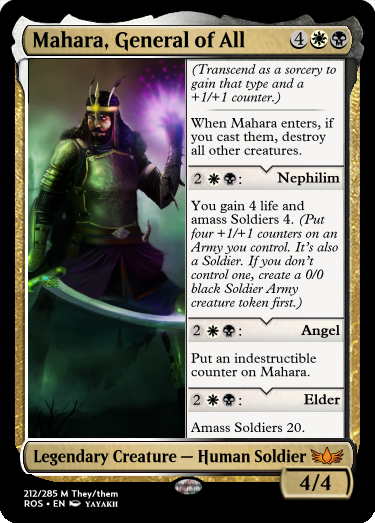 Mahara, General of All 4
(Transcend as a sorcery to
gain that type and a
+1/+1 counter.)
When Mahara enters, if
you cast them, destroy
all other creatures.
2 : Nephilim
You gain 4 life and
amass Soldiers 4. (Put
four +1/+1 counters on an
Army you control. It's also
a Soldier. If you don't
control one, create a 0/0
black Soldier Army
creature token first.)
2 : Angel
Put an indestructible
counter on Mahara.
2 : Elder
Amass Soldiers 20.
Legendary Creature — Human Soldier
4/4
212/285 M They/them
ROS • EN YAYAKH